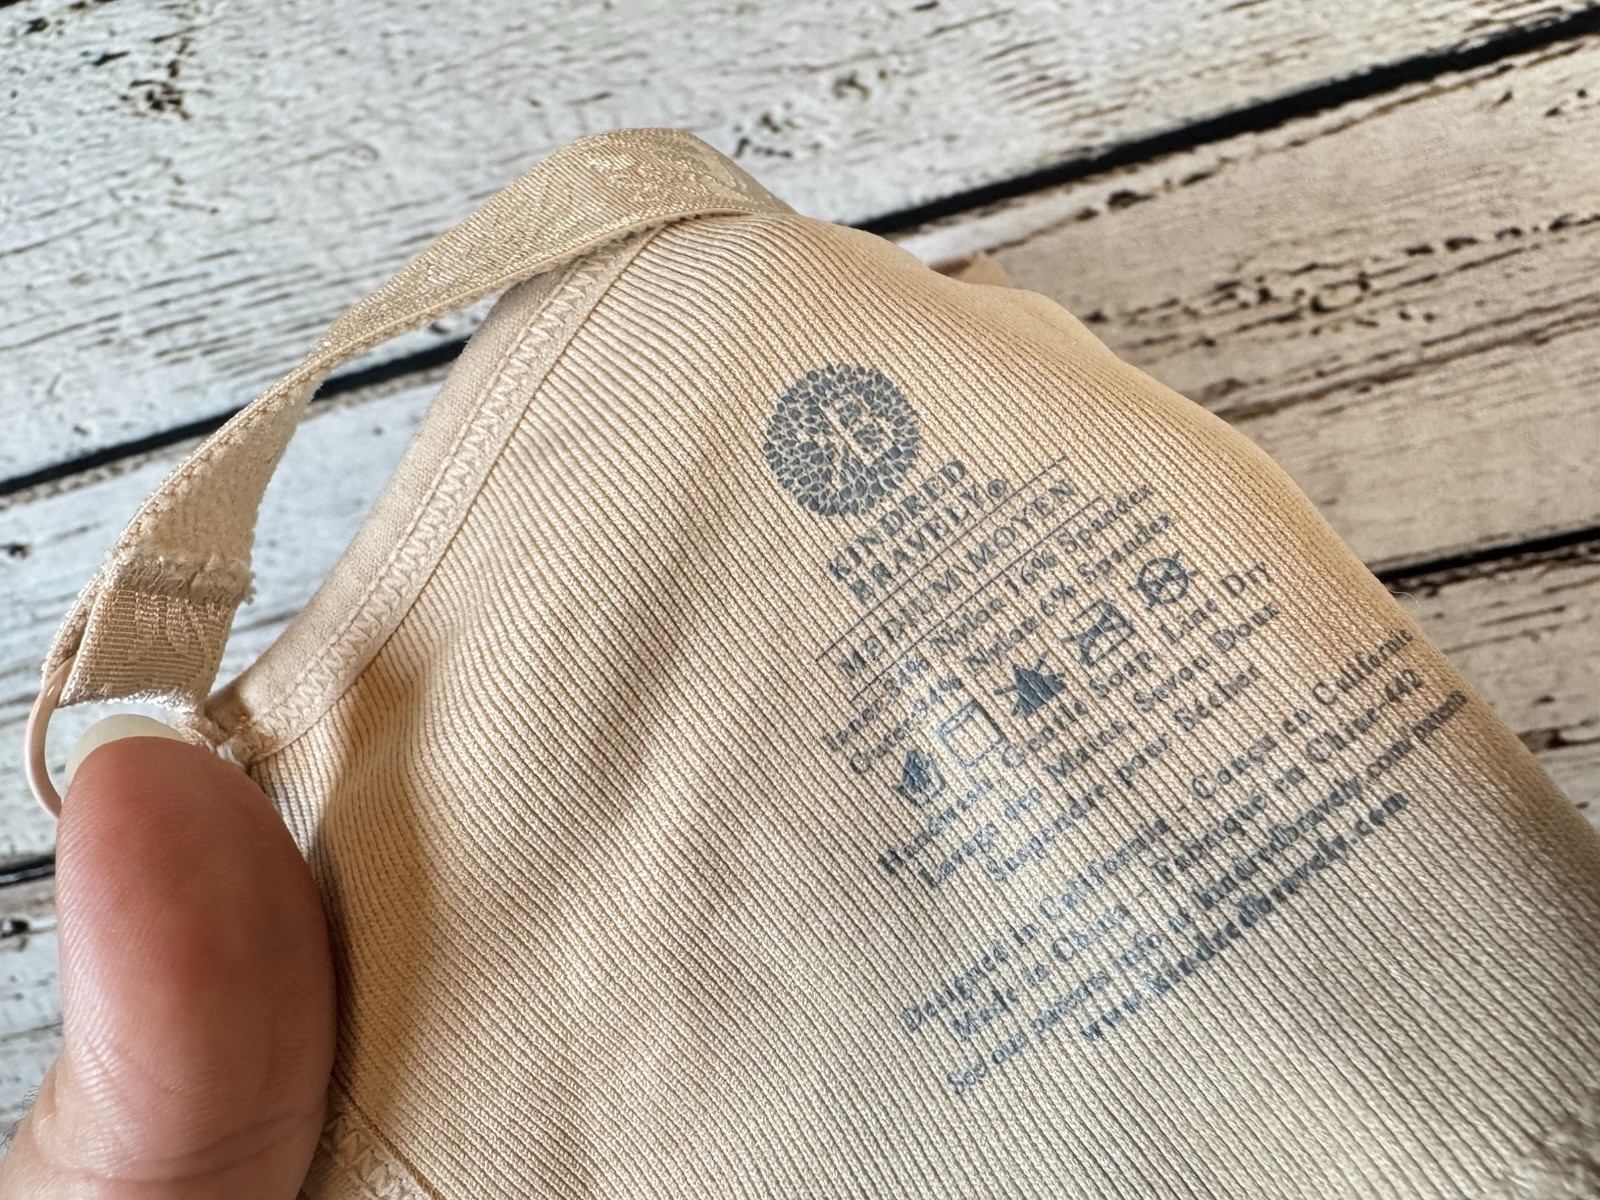 KB
KINDRED
BRAVELY®
MEDIUM\MOYEN
84% Nylon 16% Spandex
94% Nylon 6% Spandex
Handwash Gentle Soap Line Dry
Lavage des Mains Savon Doux
Suspendre pour Sécher
Designed in California - Conçu en Californie
Made in China - Fabriqué en Chine-442
See our patents info at kindredbravely.com/patents
www.kindredbravely.com